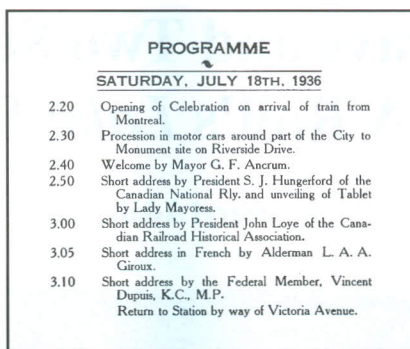 PROGRAMME
SATURDAY, JULY 18TH, 1936
2.20 Opening of Celebration on arrival of train from
Montreal.
2.30 Procession in motor cars around part of the City to
Monument site on Riverside Drive.
2.40 Welcome by Mayor G. F. Ancrum.
2.50 Short address by President S. J. Hungerford of the
Canadian National Rly. and unveiling of Tablet
by Lady Mayoress.
3.00 Short address by President John Loye of the Cana-
dian Railroad Historical Association.
3.05 Short address in French by Alderman L. A. A.
Giroux.
3.10 Short address by the Federal Member, Vincent
Dupuis, K.C., M.P.
Return to Station by way of Victoria Avenue.